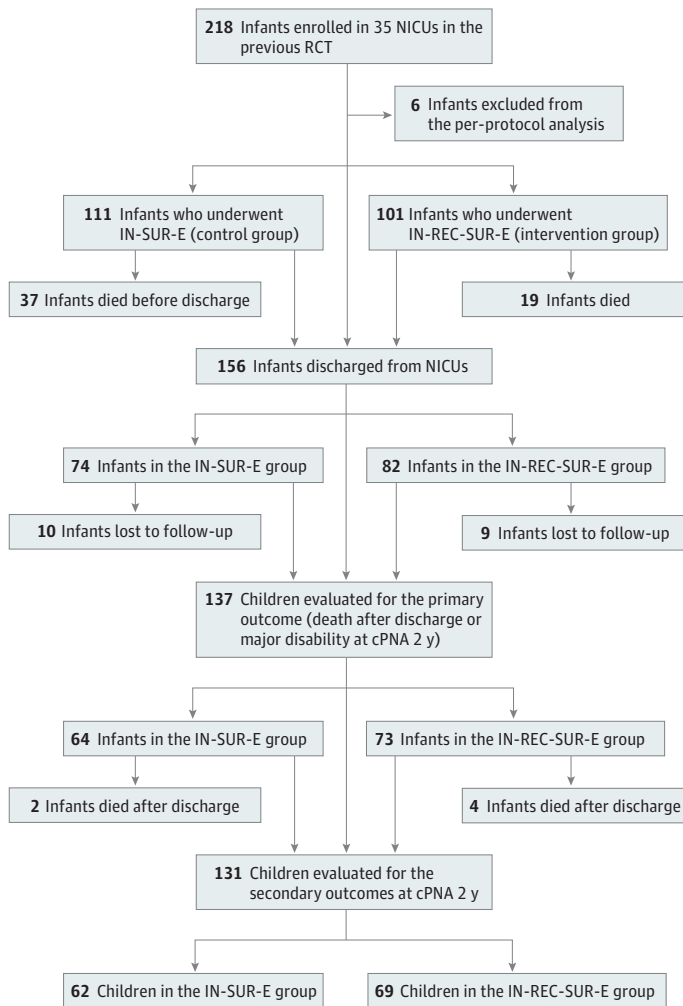 218 Infants enrolled in 35 NICUs in the
previous RCT
6 Infants excluded from
the per-protocol analysis
111 Infants who underwent
IN-SUR-E (control group)
101 Infants who underwent
IN-REC-SUR-E (intervention group)
37 Infants died before discharge
19 Infants died
156 Infants discharged from NICUs
74 Infants in the IN-SUR-E group
82 Infants in the IN-REC-SUR-E group
10 Infants lost to follow-up
9 Infants lost to follow-up
137 Children evaluated for the primary
outcome (death after discharge or
major disability at cPNA 2 y)
64 Infants in the IN-SUR-E group
73 Infants in the IN-REC-SUR-E group
2 Infants died after discharge
4 Infants died after discharge
131 Children evaluated for the
secondary outcomes at cPNA 2 y
62 Children in the IN-SUR-E group
69 Children in the IN-REC-SUR-E group